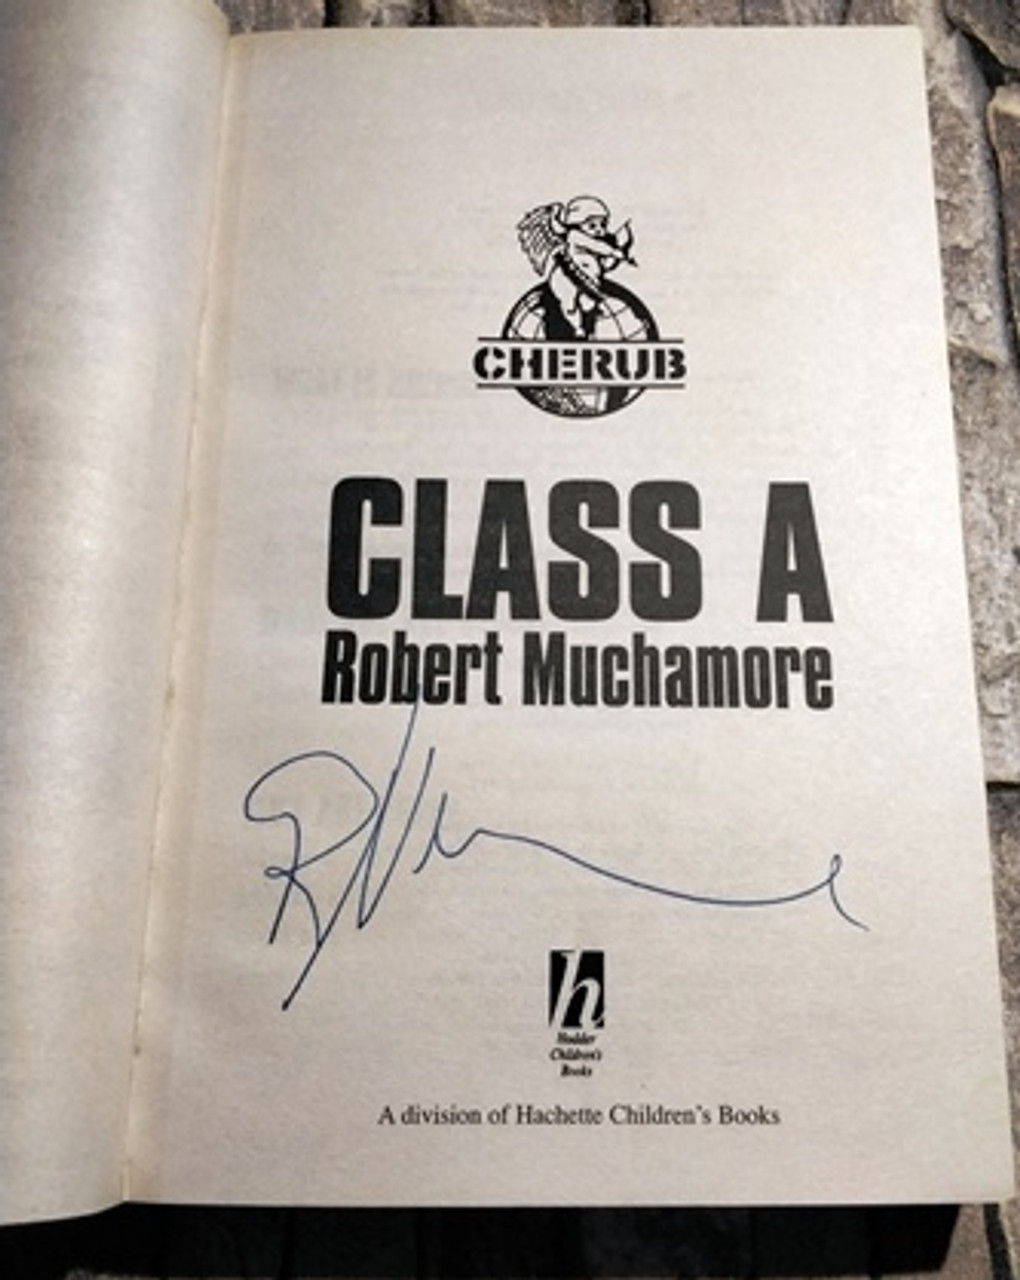 CHERUB
CLASS A
Robert Muchamore
h
Hodder
Children's
Books
A division of Hachette Children's Books